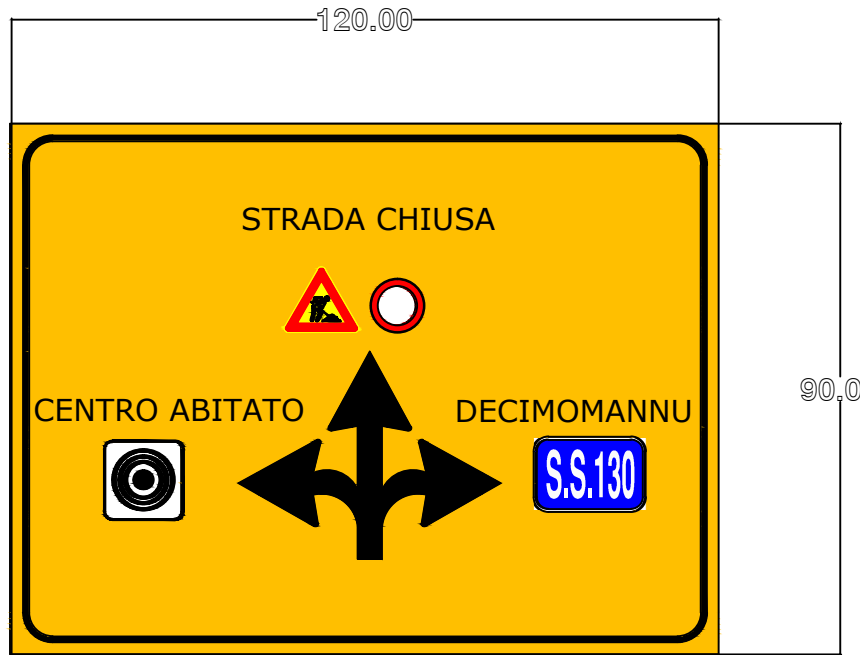 120.00
STRADA CHIUSA
CENTRO ABITATO
DECIMOMANNU
S.S.130
90.0